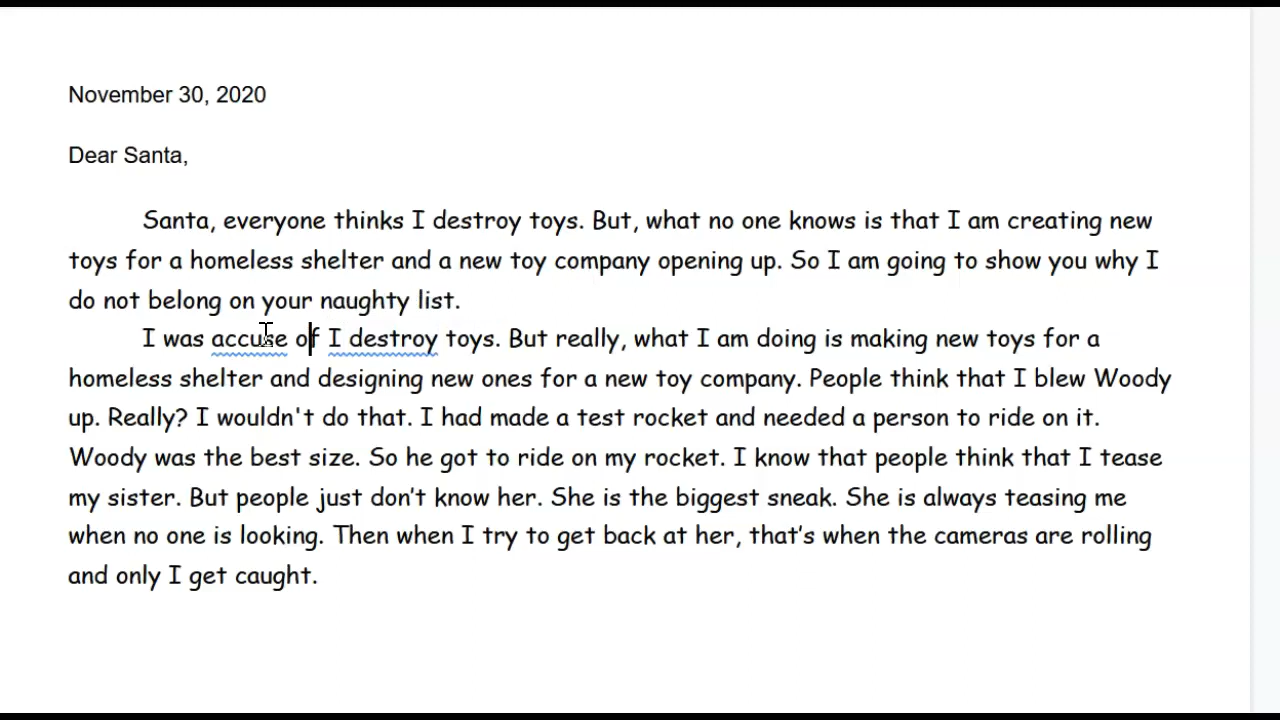 November 30, 2020
Dear Santa,
Santa, everyone thinks I destroy toys. But, what no one knows is that I am creating new
toys for a homeless shelter and a new toy company opening up. So I am going to show you why I
do not belong on your naughty list.
I was accuse of I destroy toys. But really, what I am doing is making new toys for a
homeless shelter and designing new ones for a new toy company. People think that I blew Woody
up. Really? I wouldn't do that. I had made a test rocket and needed a person to ride on it.
Woody was the best size. So he got to ride on my rocket. I know that people think that I tease
my sister. But people just don’t know her. She is the biggest sneak. She is always teasing me
when no one is looking. Then when I try to get back at her, that’s when the cameras are rolling
and only I get caught.